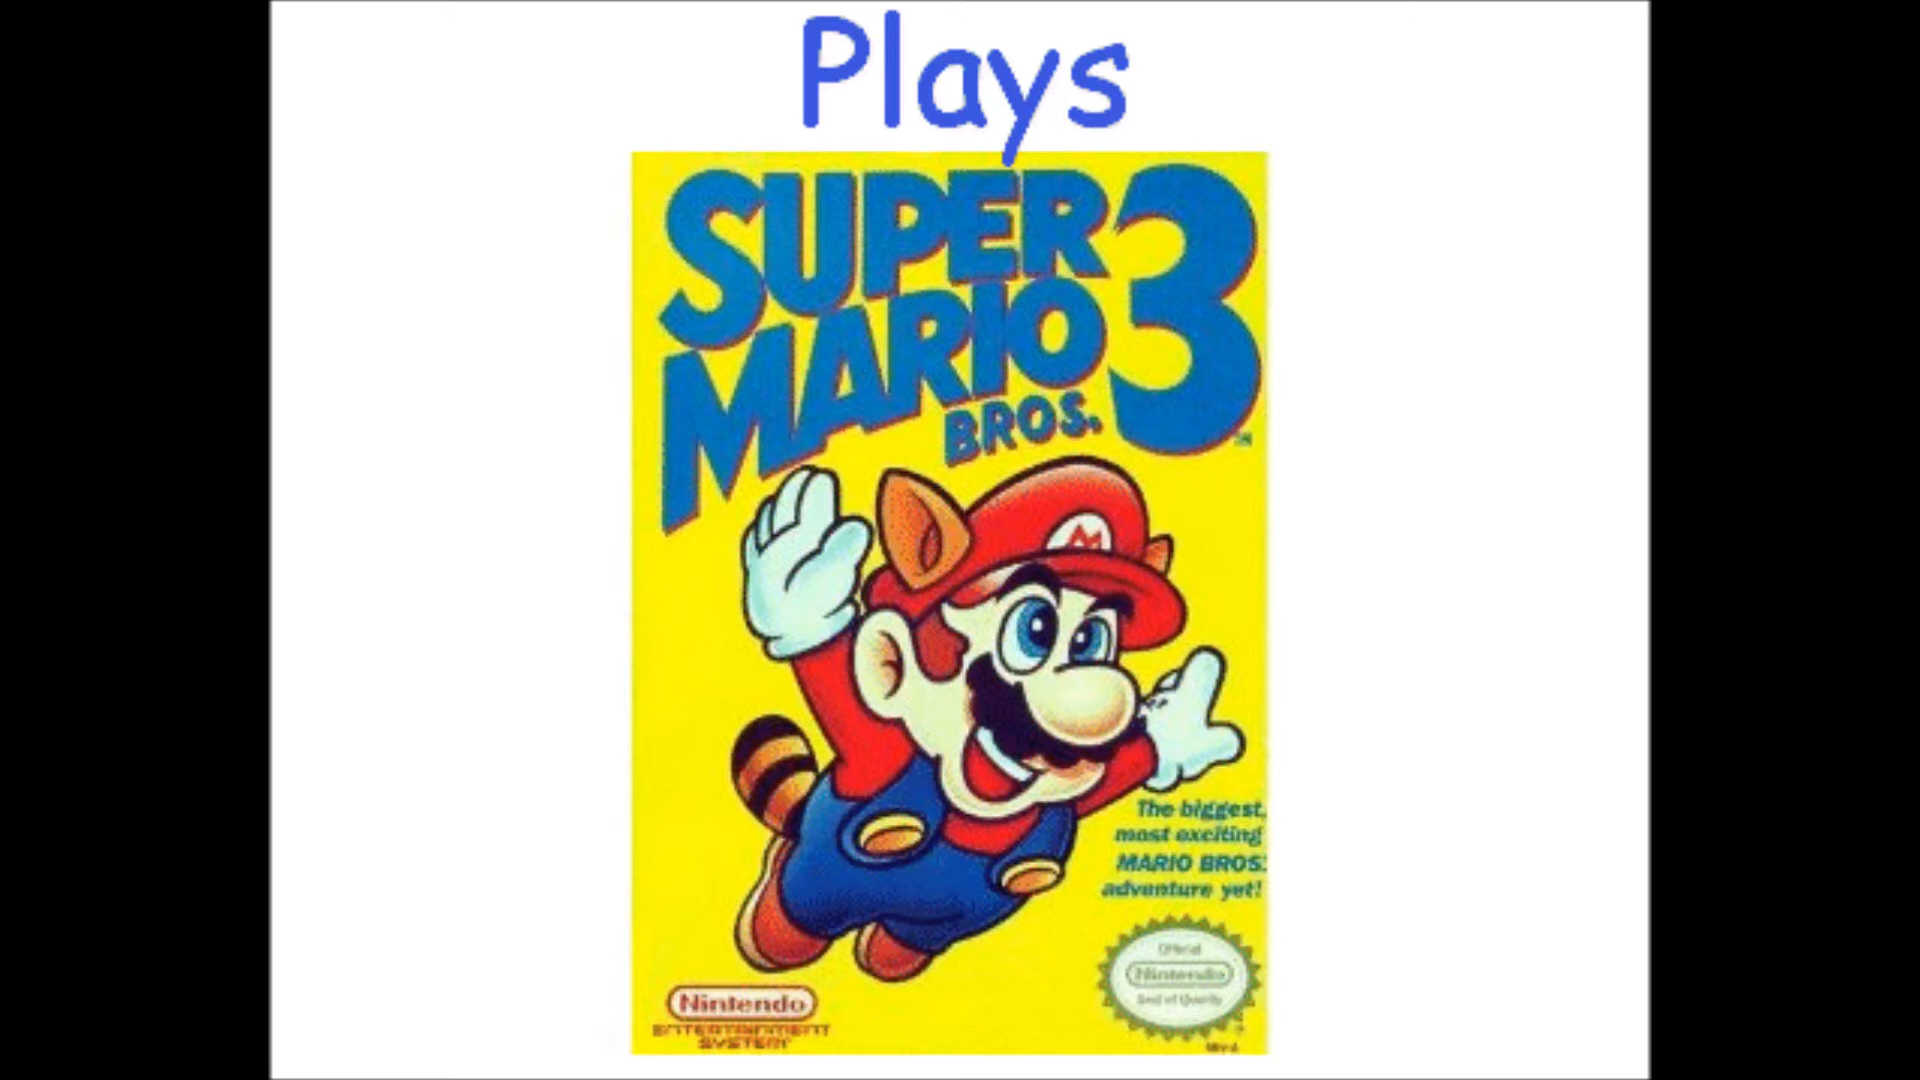 Plays
SUPER
MARIO
BROS. 3
TM
M
The biggest,
most exciting
MARIO BROS.
adventure yet!
Official
Nintendo
Seal of Quality
Nintendo
ENTERTAINMENT
SYSTEM